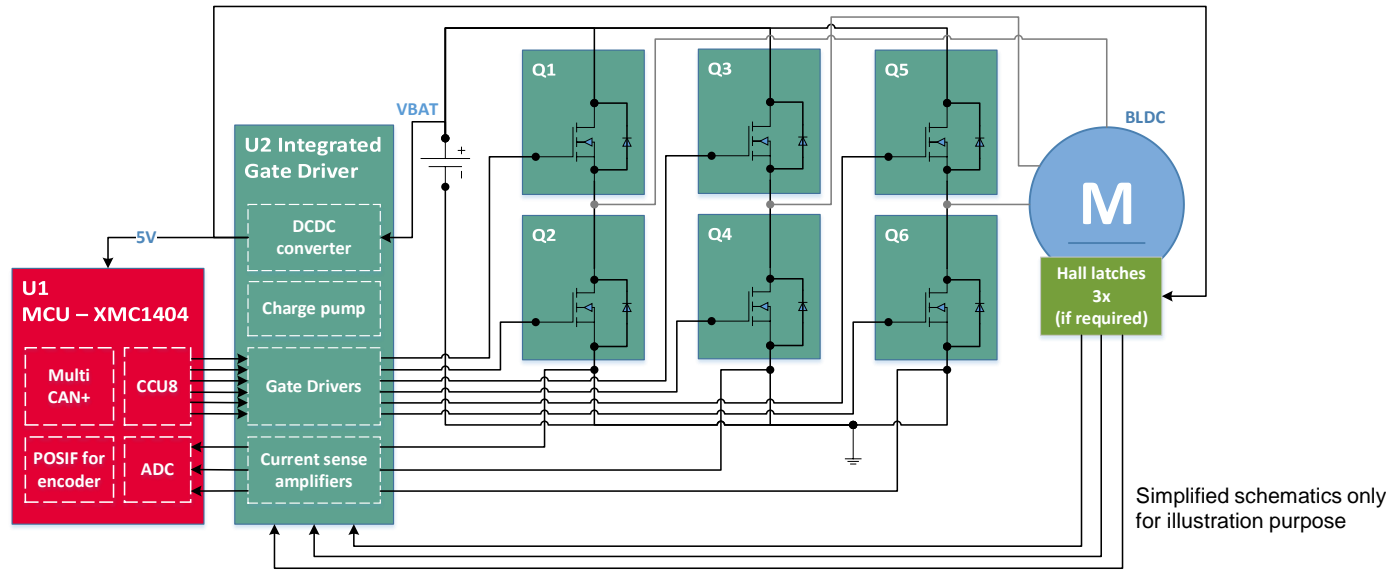 Q1
Q3
Q5
VBAT
BLDC
U2 Integrated
Gate Driver
+
–
M
DCDC
converter
5V
Q2
Q4
Q6
U1
MCU – XMC1404
Hall latches
3x
(if required)
Charge pump
Multi
CAN+
CCU8
Gate Drivers
POSIF for
encoder
ADC
Current sense
amplifiers
Simplified schematics only
for illustration purpose